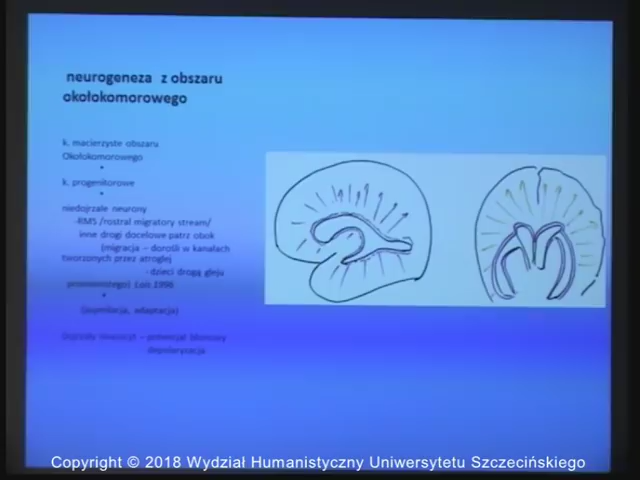 neurogeneza z obszaru
okołokomorowego
k. macierzyste obszaru
Okołokomorowego
k. progenitorowe
niedojrzałe neurony
-RMS /rostral migratory stream/
inne drogi docelowe patrz obok
(migracja – dorośli w kanałach
tworzonych przez atroglej
- dzieci drogą gleju
promienistego) Lois 1996
adaptacja)
depolaryzacja
Copyright © 2018 Wydział Humanistyczny Uniwersytetu Szczecińskiego